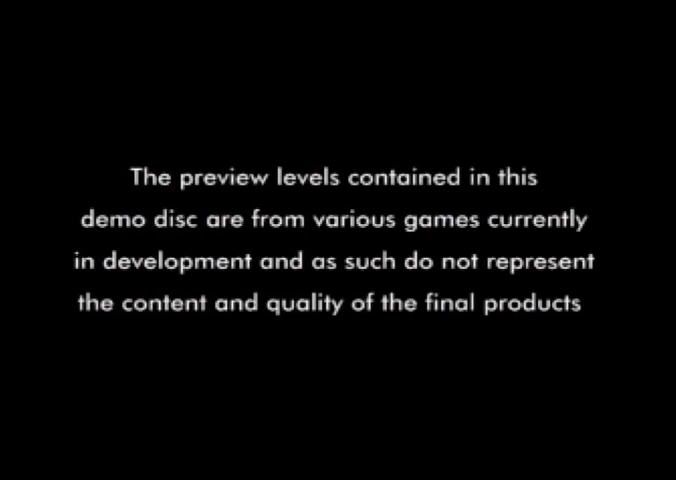 The preview levels contained in this
demo disc are from various games currently
in development and as such do not represent
the content and quality of the final products